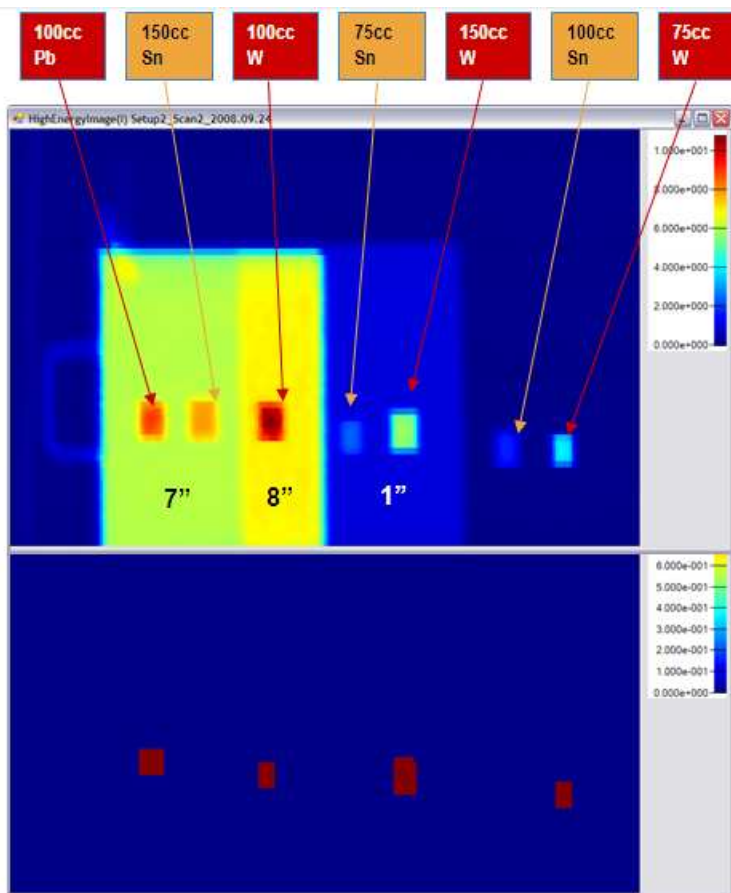 100cc
Pb
150cc
Sn
100cc
W
75cc
Sn
150cc
W
100cc
Sn
75cc
W
HighEnergyImage(I) Setup2_Scan2_2008.09.24
1.000e+001
8.000e+000
6.000e+000
4.000e+000
2.000e+000
0.000e+000
7”
8”
1”
6.000e-001
5.000e-001
4.000e-001
3.000e-001
2.000e-001
1.000e-001
0.000e+000